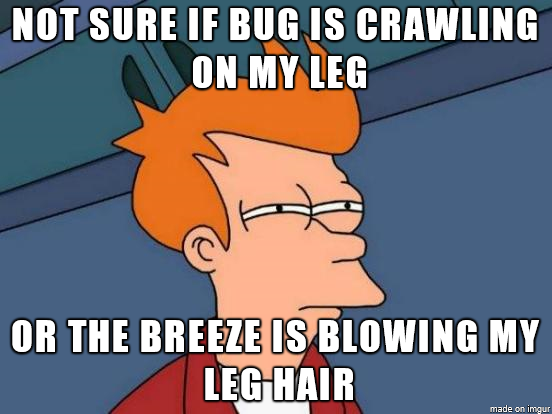 NOT SURE IF BUG IS CRAWLING
ON MY LEG
OR THE BREEZE IS BLOWING MY
LEG HAIR
made on imgur